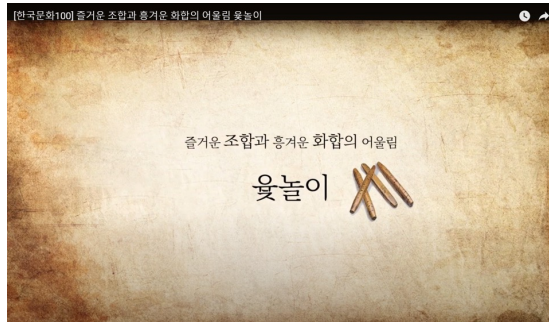 [한국문화100] 즐거운 조합과 흥겨운 화합의 어울림 윷놀이
즐거운 조합과 흥겨운 화합의 어울림
윷놀이